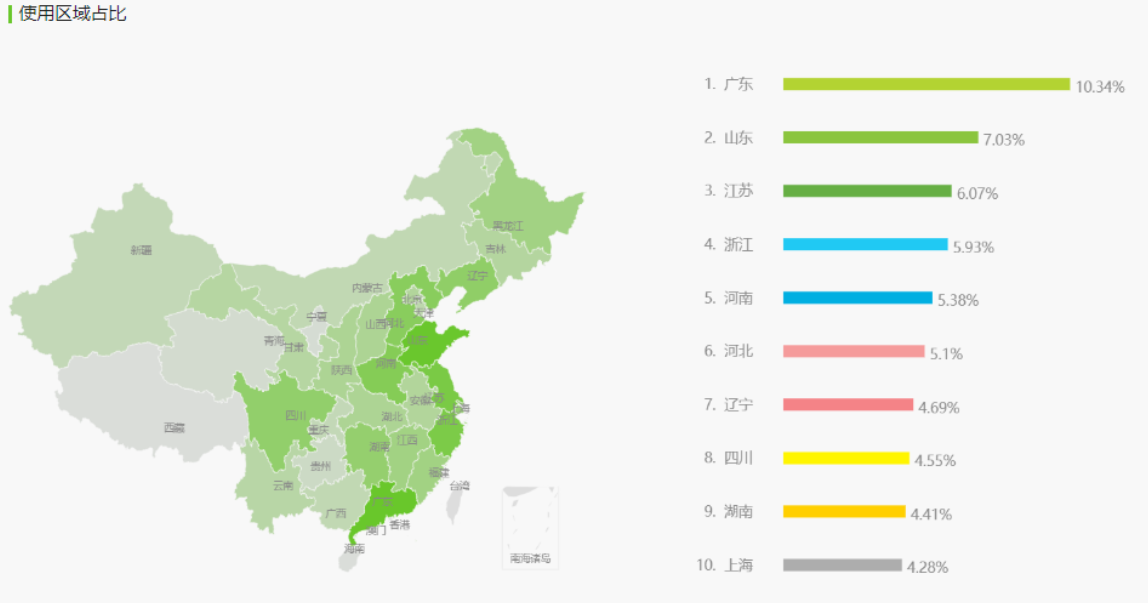 使用区域占比
1. 广东 10.34%
2. 山东 7.03%
3. 江苏 6.07%
4. 浙江 5.93%
5. 河南 5.38%
6. 河北 5.1%
7. 辽宁 4.69%
8. 四川 4.55%
9. 湖南 4.41%
10. 上海 4.28%
黑龙江
吉林
新疆
辽宁
内蒙古
北京
天津
宁夏
山西
河北
青海
甘肃
山东
河南
陕西
安徽
江苏
上海
四川
湖北
浙江
重庆
西藏
江西
湖南
贵州
福建
云南
台湾
广东
广西
香港
澳门
海南
南海诸岛